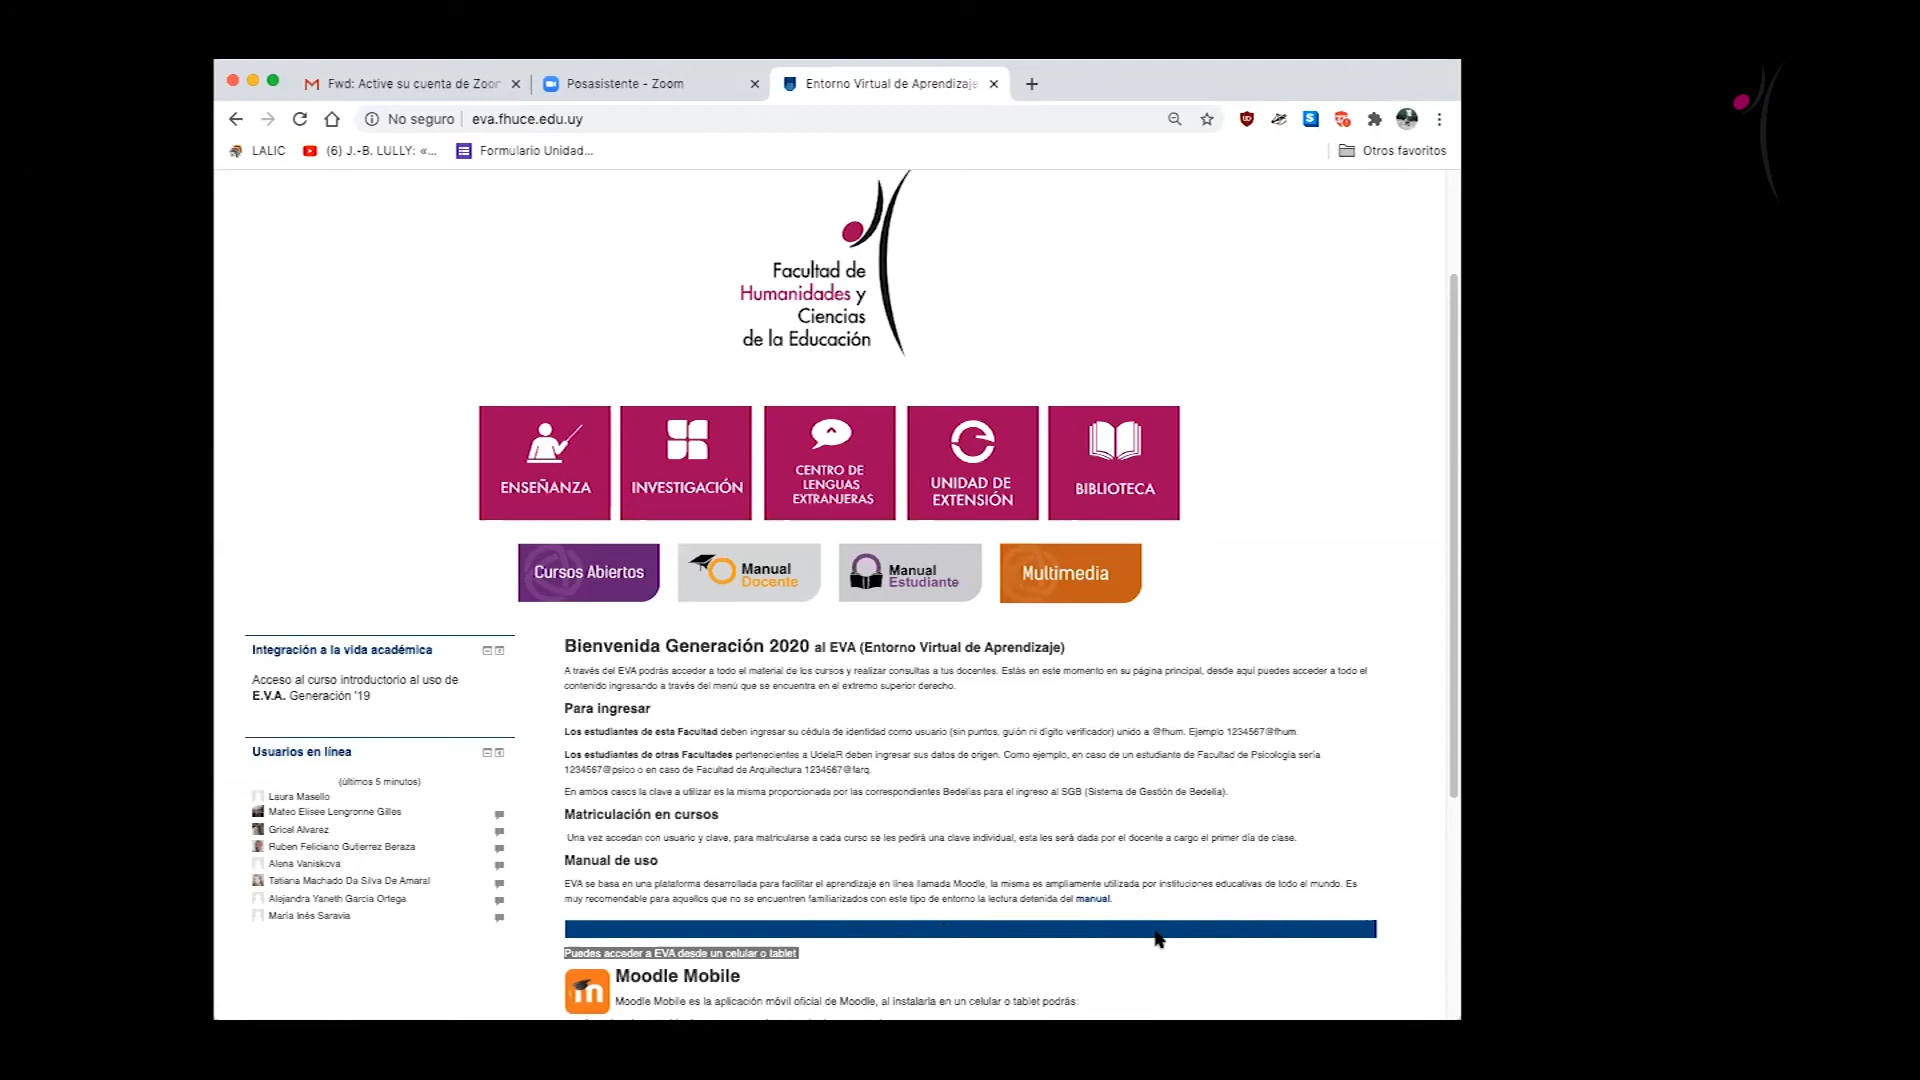 Fwd: Active su cuenta de Zoon
Posasistente - Zoom
Entorno Virtual de Aprendizaje
No seguro
eva.fhuce.edu.uy
LALIC
(6) J.-B. LULLY: «...
Formulario Unidad...
Otros favoritos
Facultad de
Humanidades y
Ciencias
de la Educación
ENSEÑANZA
INVESTIGACIÓN
CENTRO DE
LENGUAS
EXTRANJERAS
UNIDAD DE
EXTENSIÓN
BIBLIOTECA
Cursos Abiertos
Manual
Docente
Manual
Estudiante
Multimedia
Integración a la vida académica
Acceso al curso introductorio al uso de
E.V.A. Generación '19
Usuarios en línea
(últimos 5 minutos)
Laura Masello
Mateo Elisee Lengronne Gilles
Gricel Alvarez
Ruben Feliciano Gutierrez Beraza
Alena Vaniskova
Tatiana Machado Da Silva De Amaral
Alejandra Yaneth Garcia Ortega
María Inés Saravia
Bienvenida Generación 2020 al EVA (Entorno Virtual de Aprendizaje)
A través del EVA podrás acceder a todo el material de los cursos y realizar consultas a tus docentes. Estás en este momento en su página principal, desde aquí puedes acceder a todo el
contenido ingresando a través del menú que se encuentra en el extremo superior derecho.
Para ingresar
Los estudiantes de esta Facultad deben ingresar su cédula de identidad como usuario (sin puntos, guión ni dígito verificador) unido a @fhum. Ejemplo 1234567@fhum.
Los estudiantes de otras Facultades pertenecientes a UdelaR deben ingresar sus datos de origen. Como ejemplo, en caso de un estudiante de Facultad de Psicología sería
1234567@psico o en caso de Facultad de Arquitectura 1234567@farq.
En ambos casos la clave a utilizar es la misma proporcionada por las correspondientes Bedelías para el ingreso al SGB (Sistema de Gestión de Bedelía).
Matriculación en cursos
Una vez accedan con usuario y clave, para matricularse a cada curso se les pedirá una clave individual, esta les será dada por el docente a cargo el primer día de clase.
Manual de uso
EVA se basa en una plataforma desarrollada para facilitar el aprendizaje en línea llamada Moodle, la misma es ampliamente utilizada por instituciones educativas de todo el mundo. Es
muy recomendable para aquellos que no se encuentren familiarizados con este tipo de entorno la lectura detenida del manual.
Puedes acceder a EVA desde un celular o tablet
Moodle Mobile
Moodle Mobile es la aplicación móvil oficial de Moodle, al instalarla en un celular o tablet podrás: